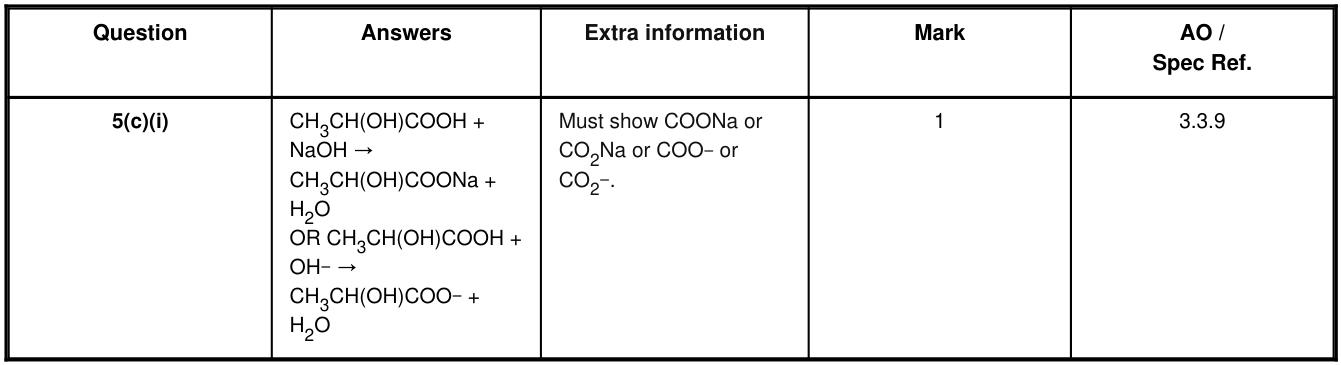 Question Answers Extra information Mark AO /
Spec Ref.
5(c)(i) CH₃CH(OH)COOH + Must show COONa or 1 3.3.9
NaOH → CO₂Na or COO– or
CH₃CH(OH)COONa + CO₂–.
H₂O
OR CH₃CH(OH)COOH +
OH– →
CH₃CH(OH)COO– +
H₂O